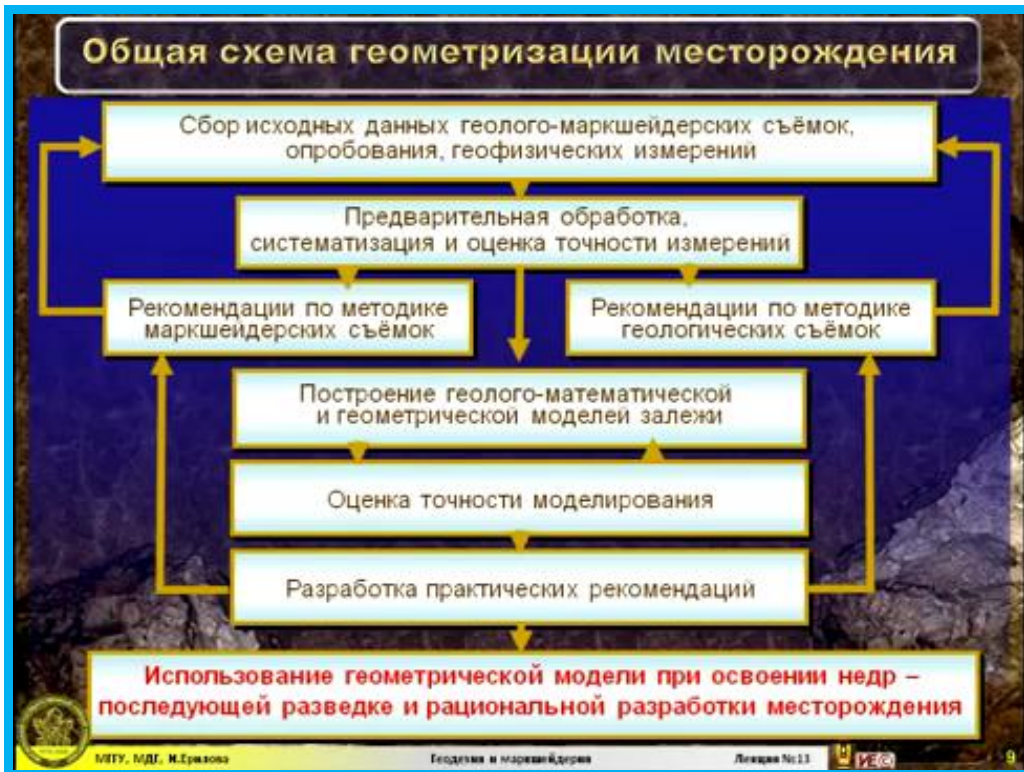 Общая схема геометризации месторождения
Сбор исходных данных геолого-маркшейдерских съёмок,
опробования, геофизических измерений
Предварительная обработка,
систематизация и оценка точности измерений
Рекомендации по методике
маркшейдерских съёмок
Рекомендации по методике
геологических съёмок
Построение геолого-математической
и геометрической моделей залежи
Оценка точности моделирования
Разработка практических рекомендаций
Использование геометрической модели при освоении недр –
последующей разведке и рациональной разработки месторождения
МГГУ, МДГ, И.Ермлова
Геодезия и маркшейдерия
Лекция №13
ИЕ©
9